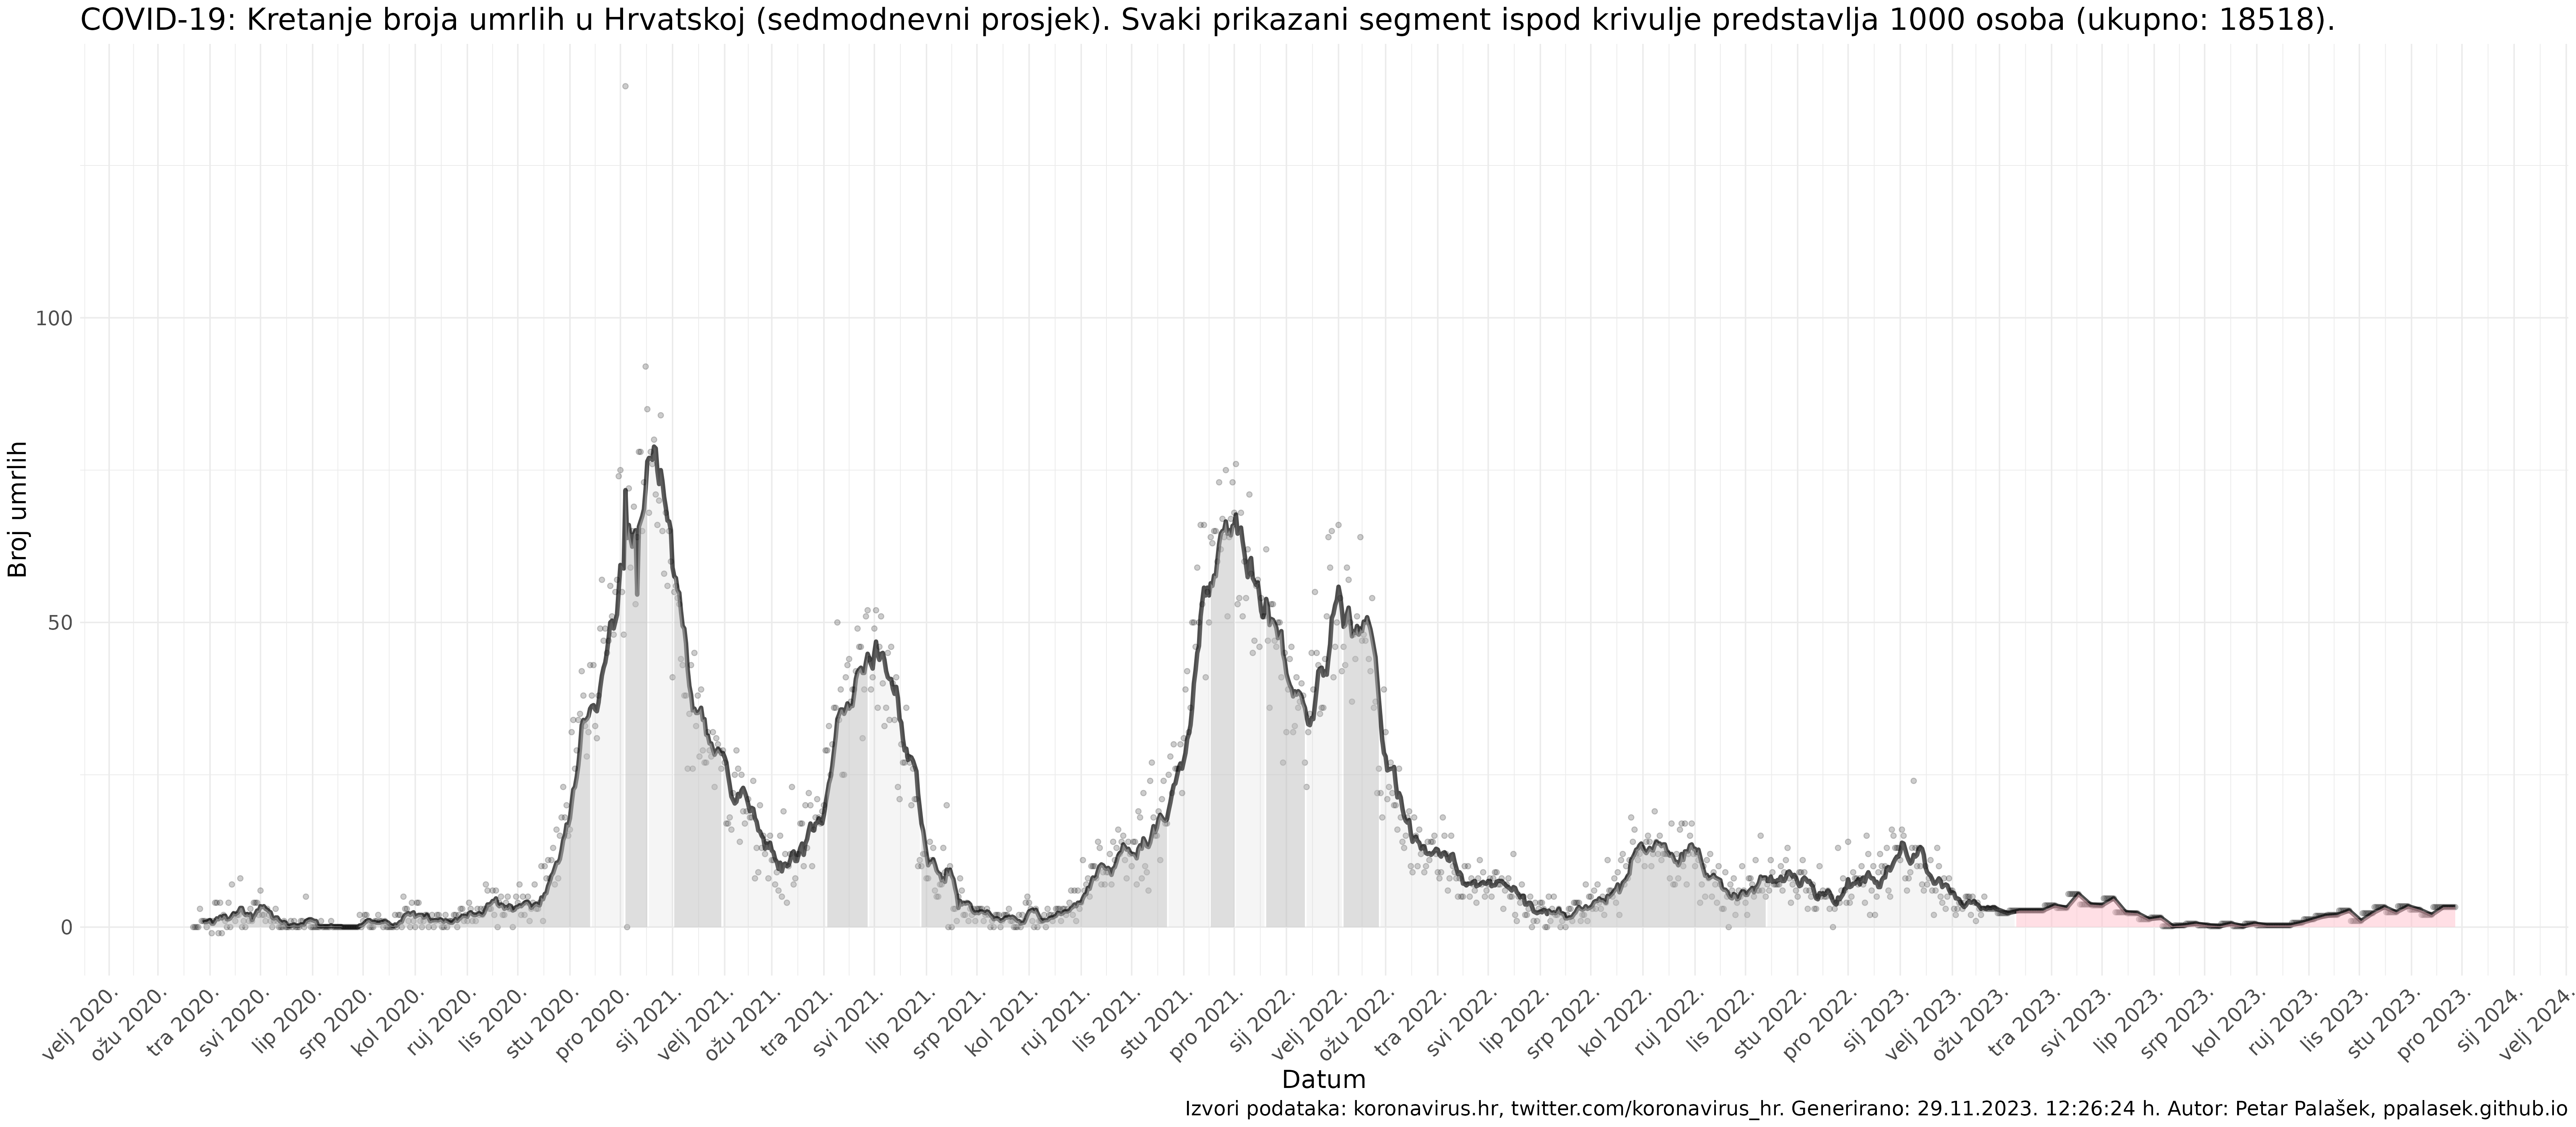 COVID-19: Kretanje broja umrlih u Hrvatskoj (sedmodnevni prosjek). Svaki prikazani segment ispod krivulje predstavlja 1000 osoba (ukupno: 18518).
Broj umrlih
100
50
0
velj 2020.
ožu 2020.
tra 2020.
svi 2020.
lip 2020.
srp 2020.
kol 2020.
ruj 2020.
lis 2020.
stu 2020.
pro 2020.
sij 2021.
velj 2021.
ožu 2021.
tra 2021.
svi 2021.
lip 2021.
srp 2021.
kol 2021.
ruj 2021.
lis 2021.
stu 2021.
pro 2021.
sij 2022.
velj 2022.
ožu 2022.
tra 2022.
svi 2022.
lip 2022.
srp 2022.
kol 2022.
ruj 2022.
lis 2022.
stu 2022.
pro 2022.
sij 2023.
velj 2023.
ožu 2023.
tra 2023.
svi 2023.
lip 2023.
srp 2023.
kol 2023.
ruj 2023.
lis 2023.
stu 2023.
pro 2023.
sij 2024.
velj 2024.
Datum
Izvori podataka: koronavirus.hr, twitter.com/koronavirus_hr. Generirano: 29.11.2023. 12:26:24 h. Autor: Petar Palašek, ppalasek.github.io